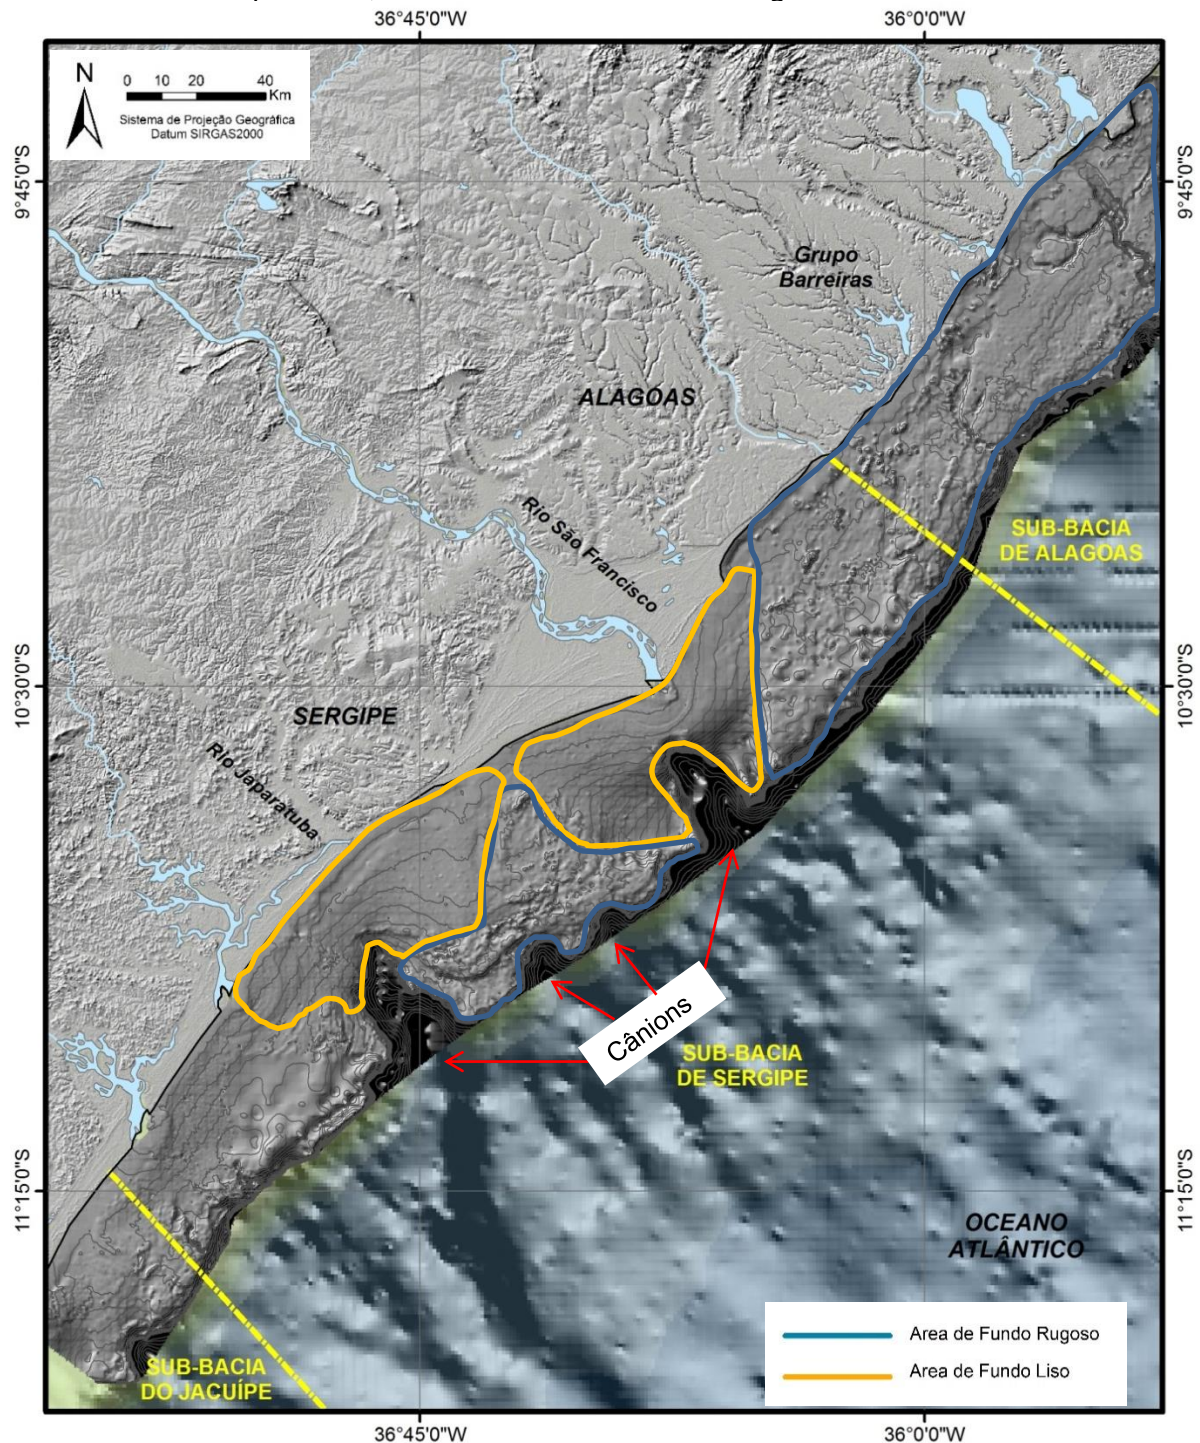 36°45'0"W
36°0'0"W
N
0 10 20 40
Km
Sistema de Projeção Geográfica
Datum SIRGAS2000
9°45'0"S
9°45'0"S
Grupo
Barreiras
ALAGOAS
Rio São Francisco
SUB-BACIA
DE ALAGOAS
10°30'0"S
10°30'0"S
SERGIPE
Rio Japaratuba
Cânions
SUB-BACIA
DE SERGIPE
11°15'0"S
11°15'0"S
OCEANO
ATLÂNTICO
Area de Fundo Rugoso
Area de Fundo Liso
SUB-BACIA
DO JACUÍPE
36°45'0"W
36°0'0"W